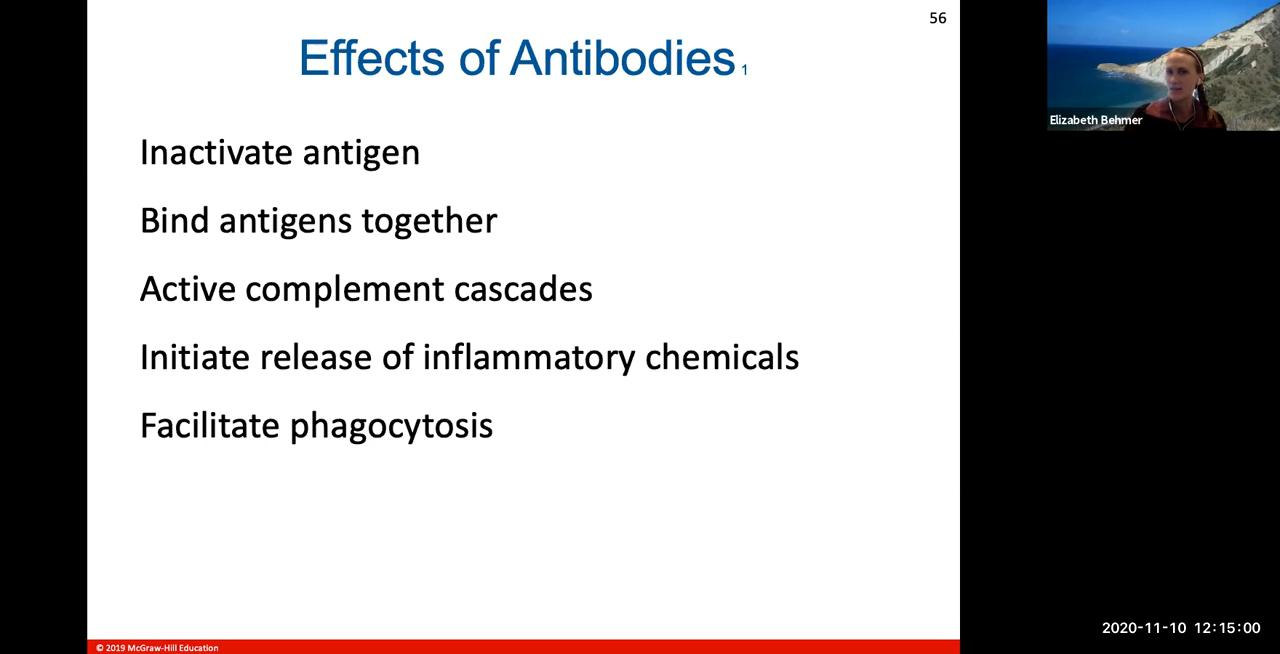 56
Effects of Antibodies 1
Inactivate antigen
Bind antigens together
Active complement cascades
Initiate release of inflammatory chemicals
Facilitate phagocytosis
© 2019 McGraw-Hill Education
Elizabeth Behmer
2020-11-10 12:15:00